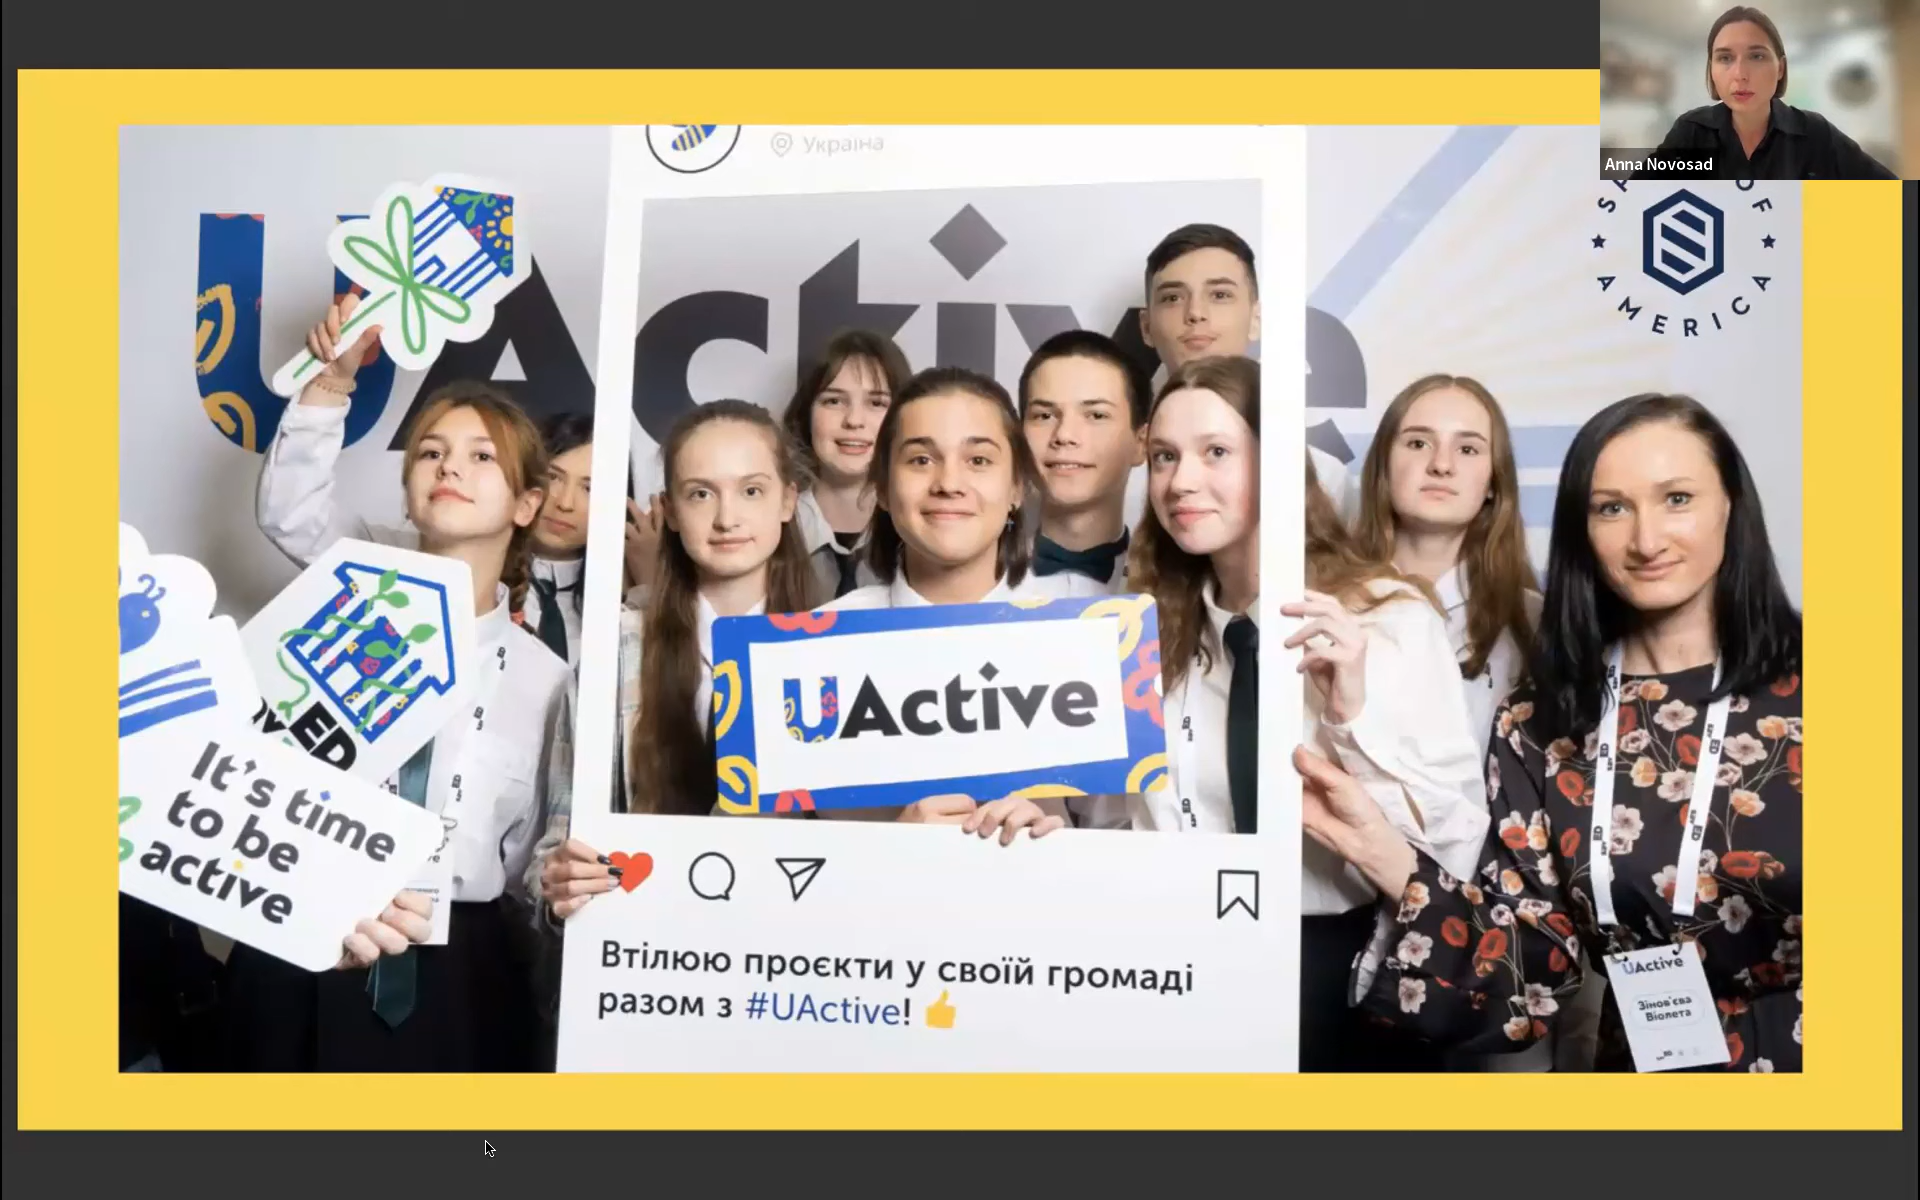 Anna Novosad
Україна
UActive
OF
AMERICA
UActive
ED
It's time
to be
active
Втілюю проєкти у своїй громаді
разом з #UActive! 👍
UActive
Зінов'єва
Віолета